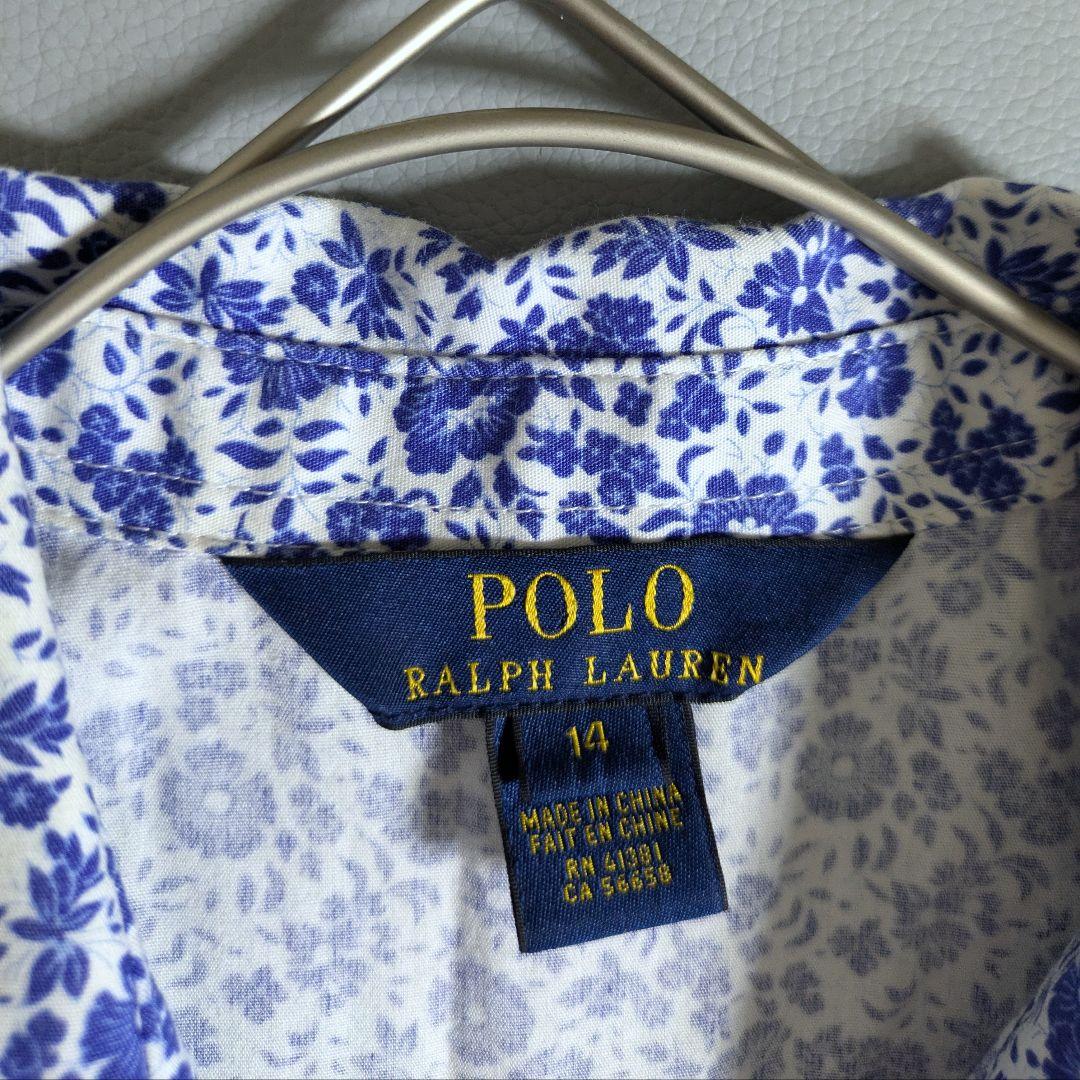 POLO
RALPH LAUREN
14
MADE IN CHINA
FAIT EN CHINE
RN 41381
CA 56658